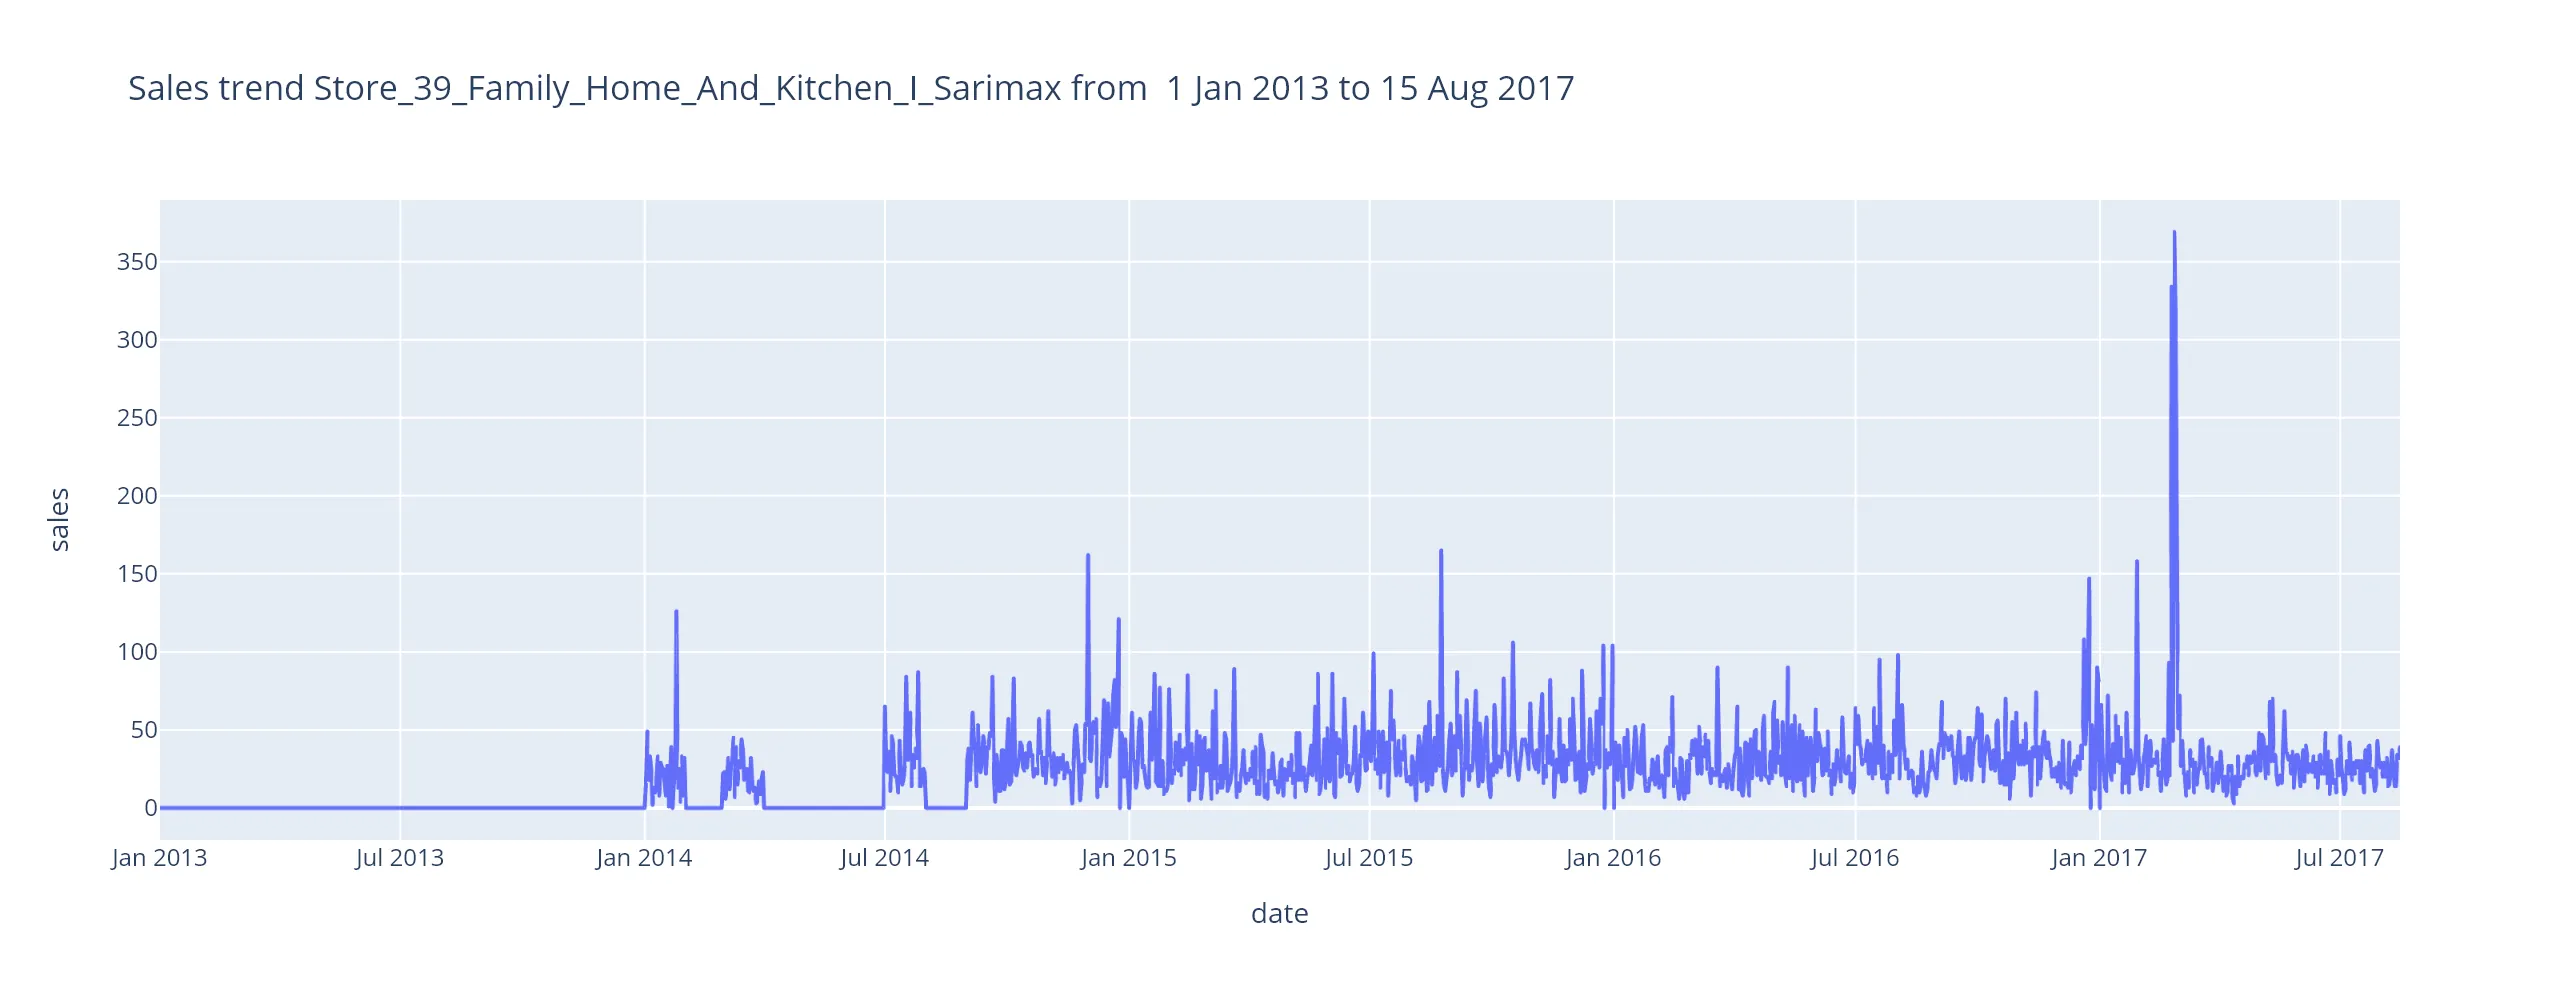 Sales trend Store_39_Family_Home_And_Kitchen_I_Sarimax from  1 Jan 2013 to 15 Aug 2017
350
300
250
200
150
100
50
0
sales
Jan 2013
Jul 2013
Jan 2014
Jul 2014
Jan 2015
Jul 2015
Jan 2016
Jul 2016
Jan 2017
Jul 2017
date